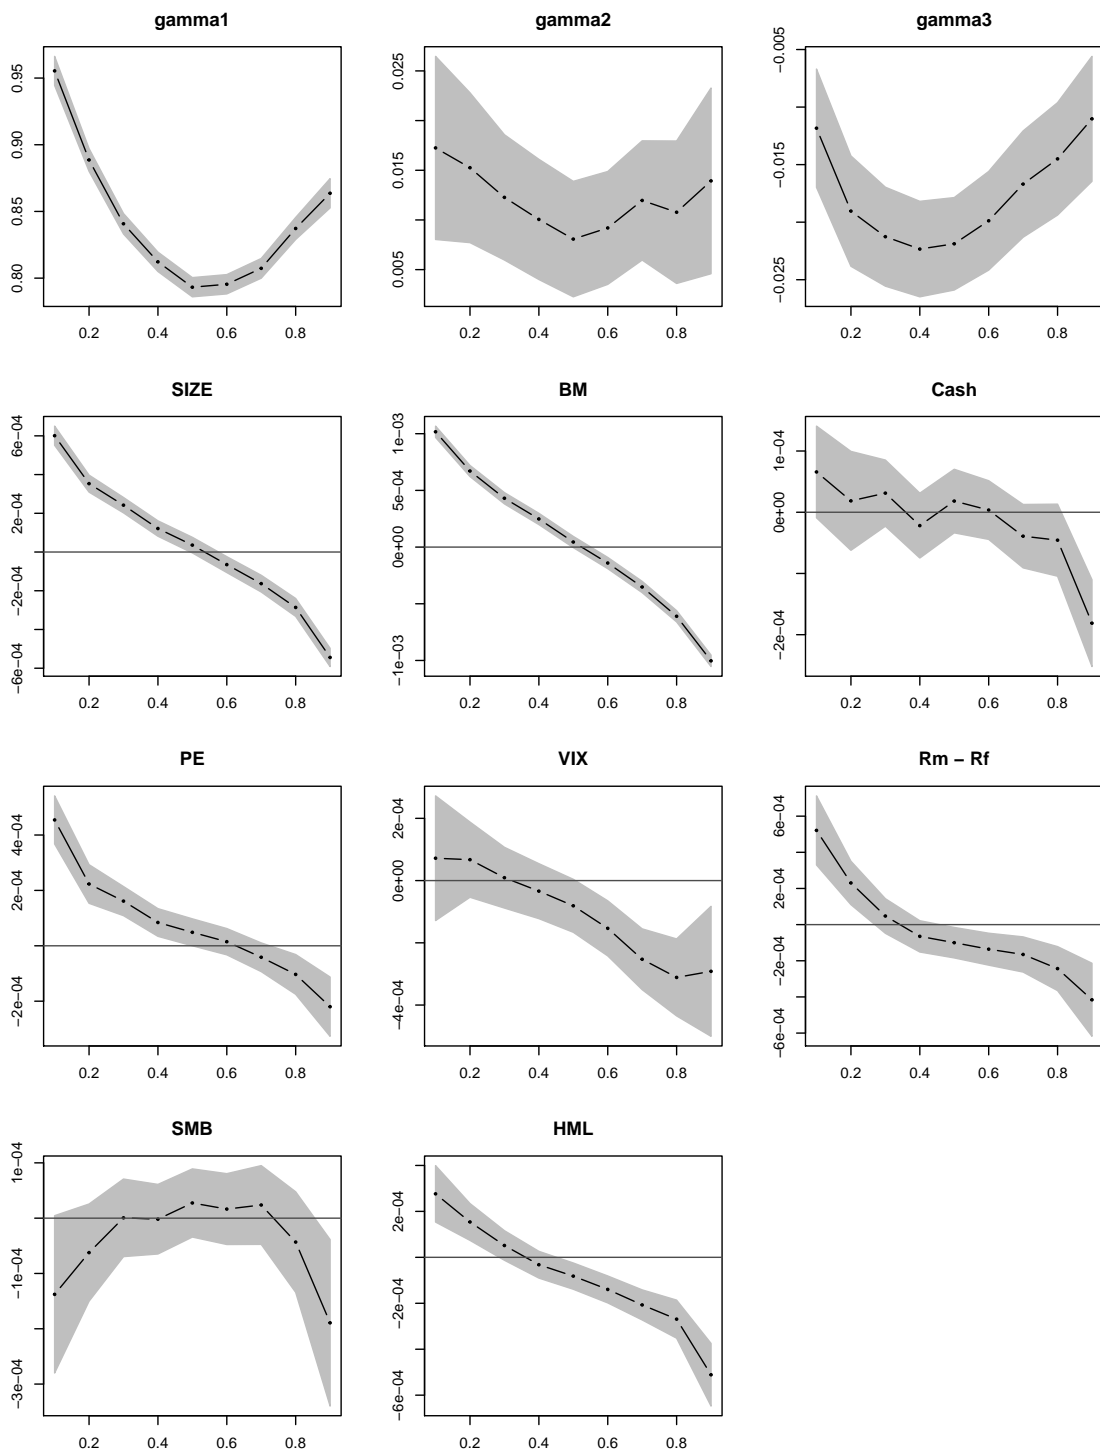 gamma1
gamma2
gamma3
0.95
0.90
0.85
0.80
0.2 0.4 0.6 0.8
0.025
0.015
0.005
0.2 0.4 0.6 0.8
−0.005
−0.015
−0.025
0.2 0.4 0.6 0.8
SIZE
BM
Cash
6e−04
2e−04
−2e−04
−6e−04
0.2 0.4 0.6 0.8
1e−03
5e−04
0e+00
−1e−03
0.2 0.4 0.6 0.8
1e−04
0e+00
−2e−04
0.2 0.4 0.6 0.8
PE
VIX
Rm − Rf
4e−04
2e−04
−2e−04
0.2 0.4 0.6 0.8
2e−04
0e+00
−4e−04
0.2 0.4 0.6 0.8
6e−04
2e−04
−2e−04
−6e−04
0.2 0.4 0.6 0.8
SMB
HML
1e−04
−1e−04
−3e−04
0.2 0.4 0.6 0.8
2e−04
−2e−04
−6e−04
0.2 0.4 0.6 0.8